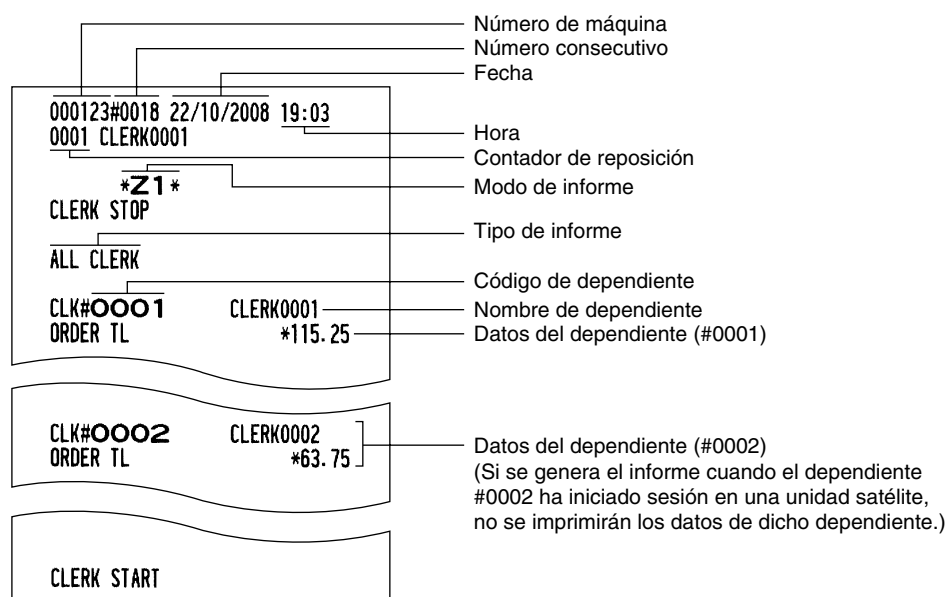 Número de máquina
Número consecutivo
Fecha
000123#0018 22/10/2008 19:03
0001 CLERK0001
Hora
Contador de reposición
*Z1*
Modo de informe
CLERK STOP
Tipo de informe
ALL CLERK
Código de dependiente
CLK#0001 CLERK0001
Nombre de dependiente
ORDER TL *115.25
Datos del dependiente (#0001)
CLK#0002 CLERK0002
ORDER TL *63.75
Datos del dependiente (#0002)
(Si se genera el informe cuando el dependiente
#0002 ha iniciado sesión en una unidad satélite,
no se imprimirán los datos de dicho dependiente.)
CLERK START